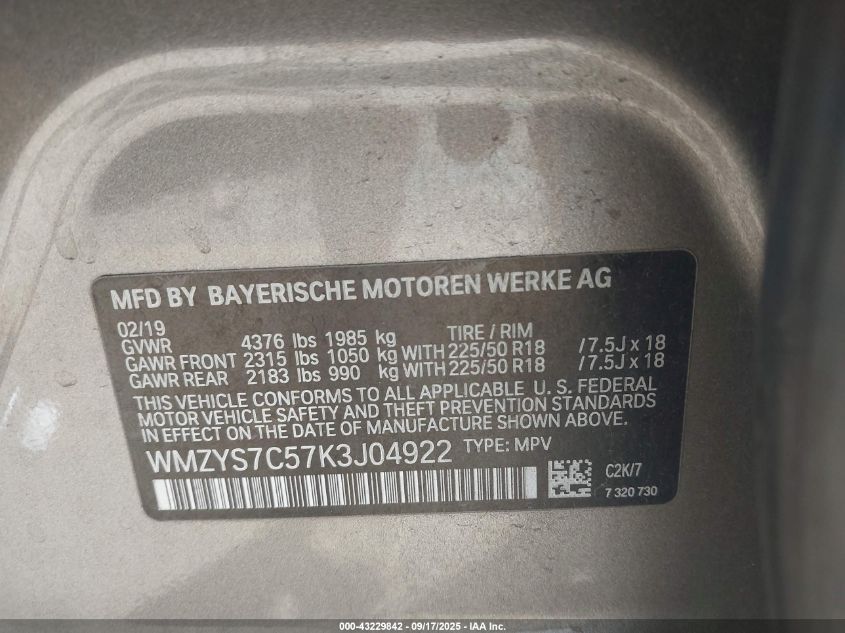 MFD BY BAYERISCHE MOTOREN WERKE AG
02/19
GVWR 4376 lbs 1985 kg TIRE / RIM
GAWR FRONT 2315 lbs 1050 kg WITH 225/50 R18 /7.5J x 18
GAWR REAR 2183 lbs 990 kg WITH 225/50 R18 /7.5J x 18
THIS VEHICLE CONFORMS TO ALL APPLICABLE U. S. FEDERAL
MOTOR VEHICLE SAFETY AND THEFT PREVENTION STANDARDS
IN EFFECT ON THE DATE OF MANUFACTURE SHOWN ABOVE.
WMZYS7C57K3J04922 TYPE: MPV
C2K/7
7 320 730
000-43229842 - 09/17/2025 - IAA Inc.